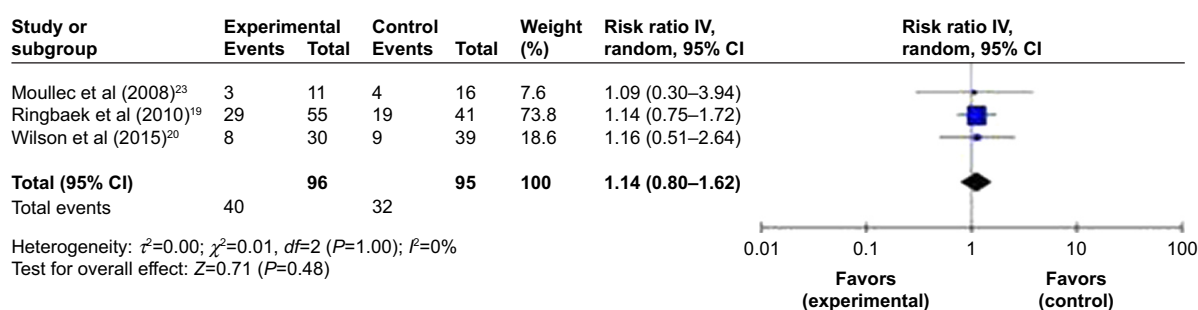 Study or subgroup Experimental Control Weight (%) Risk ratio IV, random, 95% CI Risk ratio IV, random, 95% CI
Events Total Events Total
Moullec et al (2008)²³ 3 11 4 16 7.6 1.09 (0.30–3.94)
Ringbaek et al (2010)¹⁹ 29 55 19 41 73.8 1.14 (0.75–1.72)
Wilson et al (2015)²⁰ 8 30 9 39 18.6 1.16 (0.51–2.64)
Total (95% CI) 96 95 100 1.14 (0.80–1.62)
Total events 40 32
Heterogeneity: τ²=0.00; χ²=0.01, df=2 (P=1.00); I²=0%
Test for overall effect: Z=0.71 (P=0.48)
0.01 0.1 1 10 100
Favors (experimental) Favors (control)